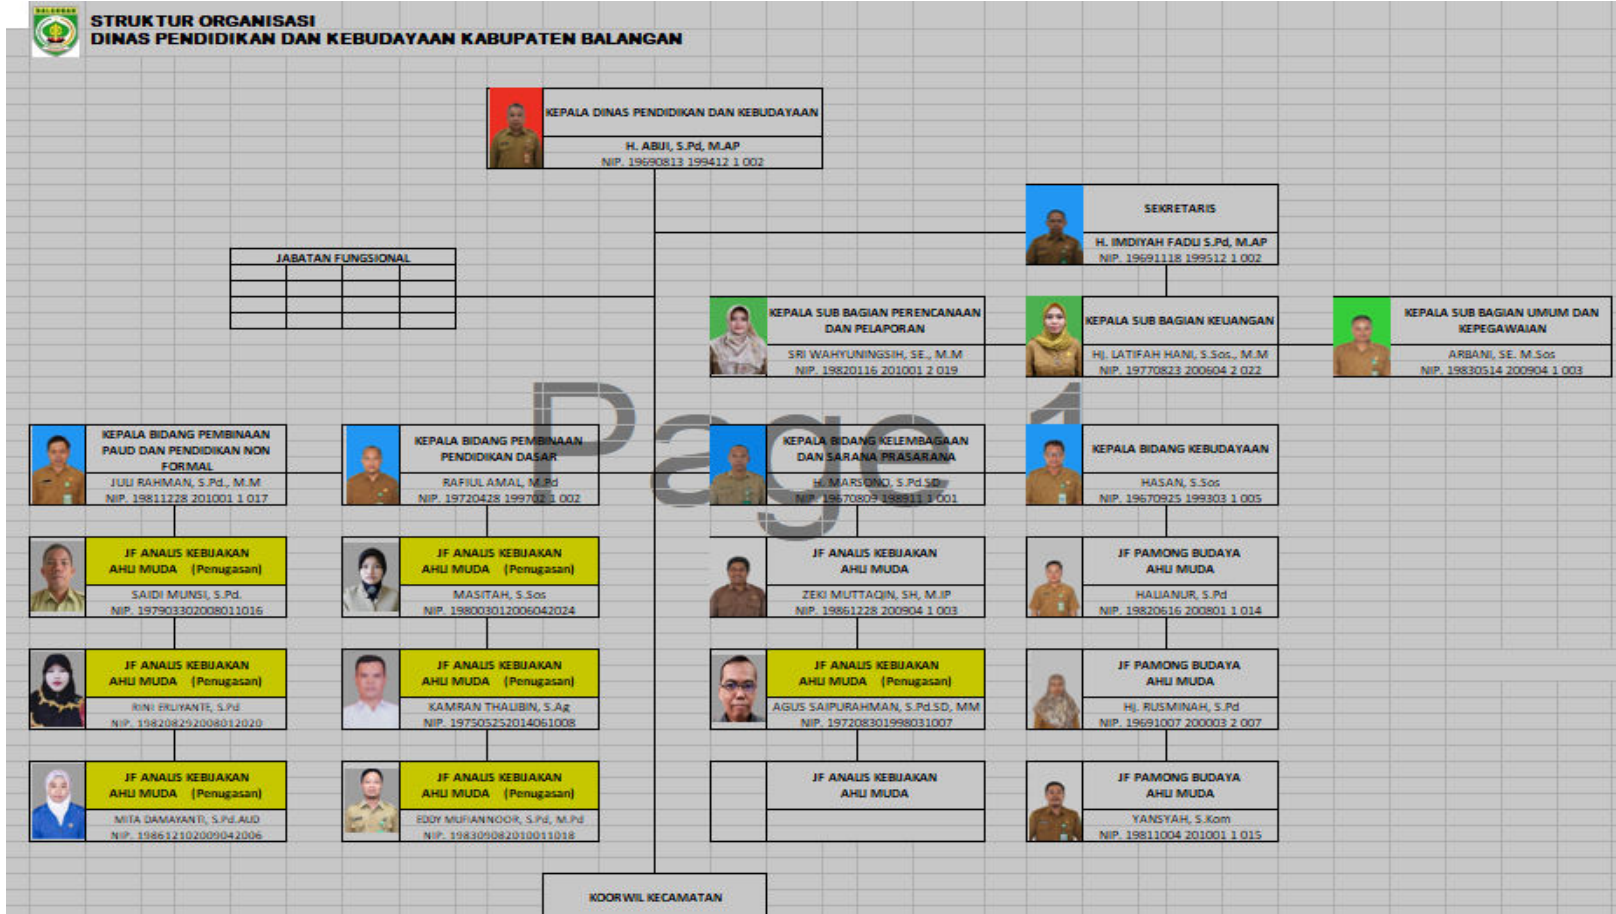 BALANGAN
STRUKTUR ORGANISASI
DINAS PENDIDIKAN DAN KEBUDAYAAN KABUPATEN BALANGAN
KEPALA DINAS PENDIDIKAN DAN KEBUDAYAAN
H. ABIJI, S.Pd, M.AP
NIP. 19690813 199412 1 002
SEKRETARIS
H. IMDIYAH FADLI S.Pd, M.AP
NIP. 19691118 199512 1 002
JABATAN FUNGSIONAL
KEPALA SUB BAGIAN PERENCANAAN
DAN PELAPORAN
SRI WAHYUNINGSIH, SE., M.M
NIP. 19820116 201001 2 019
KEPALA SUB BAGIAN KEUANGAN
Hj. LATIFAH HANI, S.Sos., M.M
NIP. 19770823 200604 2 022
KEPALA SUB BAGIAN UMUM DAN
KEPEGAWAIAN
ARBANI, SE. M.Sos
NIP. 19830514 200904 1 003
Page 1
KEPALA BIDANG PEMBINAAN
PAUD DAN PENDIDIKAN NON
FORMAL
JULI RAHMAN, S.Pd., M.M
NIP. 19811228 201001 1 017
KEPALA BIDANG PEMBINAAN
PENDIDIKAN DASAR
RAFIUL AMAL, M.Pd
NIP. 19720428 199702 1 002
KEPALA BIDANG KELEMBAGAAN
DAN SARANA PRASARANA
H. MARSONO, S.Pd.SD
NIP. 19670809 198911 1 001
KEPALA BIDANG KEBUDAYAAN
HASAN, S.Sos
NIP. 19670925 199303 1 005
JF ANALIS KEBIJAKAN
AHLI MUDA (Penugasan)
SAIDI MUNSI, S.Pd.
NIP. 197903302008011016
JF ANALIS KEBIJAKAN
AHLI MUDA (Penugasan)
MASITAH, S.Sos
NIP. 198003012006042024
JF ANALIS KEBIJAKAN
AHLI MUDA
ZEKI MUTTAQIN, SH, M.IP
NIP. 19861228 200904 1 003
JF PAMONG BUDAYA
AHLI MUDA
HALIANUR, S.Pd
NIP. 19820616 200801 1 014
JF ANALIS KEBIJAKAN
AHLI MUDA (Penugasan)
RINI ERLIYANTE, S.Pd
NIP. 198208292008012020
JF ANALIS KEBIJAKAN
AHLI MUDA (Penugasan)
KAMRAN THALIBIN, S.Ag
NIP. 197505252014061008
JF ANALIS KEBIJAKAN
AHLI MUDA (Penugasan)
AGUS SAIPURAHMAN, S.Pd.SD, MM
NIP. 197208301998031007
JF PAMONG BUDAYA
AHLI MUDA
Hj. RUSMINAH, S.Pd
NIP. 19691007 200003 2 007
JF ANALIS KEBIJAKAN
AHLI MUDA (Penugasan)
MITA DAMAYANTI, S.Pd.AUD
NIP. 198612102009042006
JF ANALIS KEBIJAKAN
AHLI MUDA (Penugasan)
EDDY MUFIANNOOR, S.Pd, M.Pd
NIP. 198309082010011018
JF ANALIS KEBIJAKAN
AHLI MUDA
JF PAMONG BUDAYA
AHLI MUDA
YANSYAH, S.Kom
NIP. 19811004 201001 1 015
KOORWIL KECAMATAN